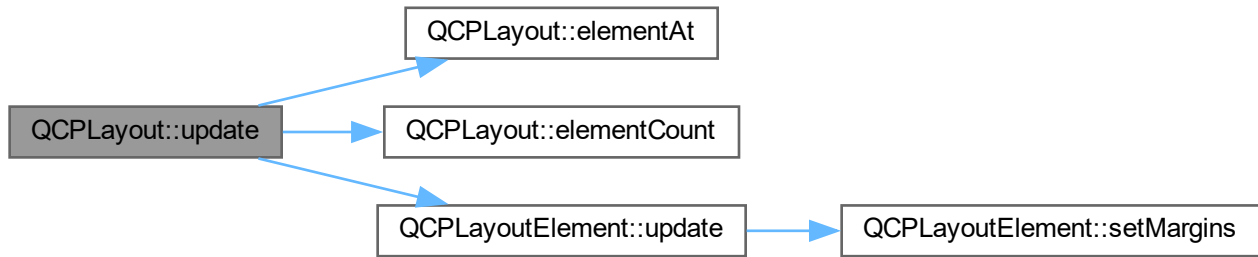 QCPLayout::elementAt
QCPLayout::update
QCPLayout::elementCount
QCPLayoutElement::update
QCPLayoutElement::setMargins